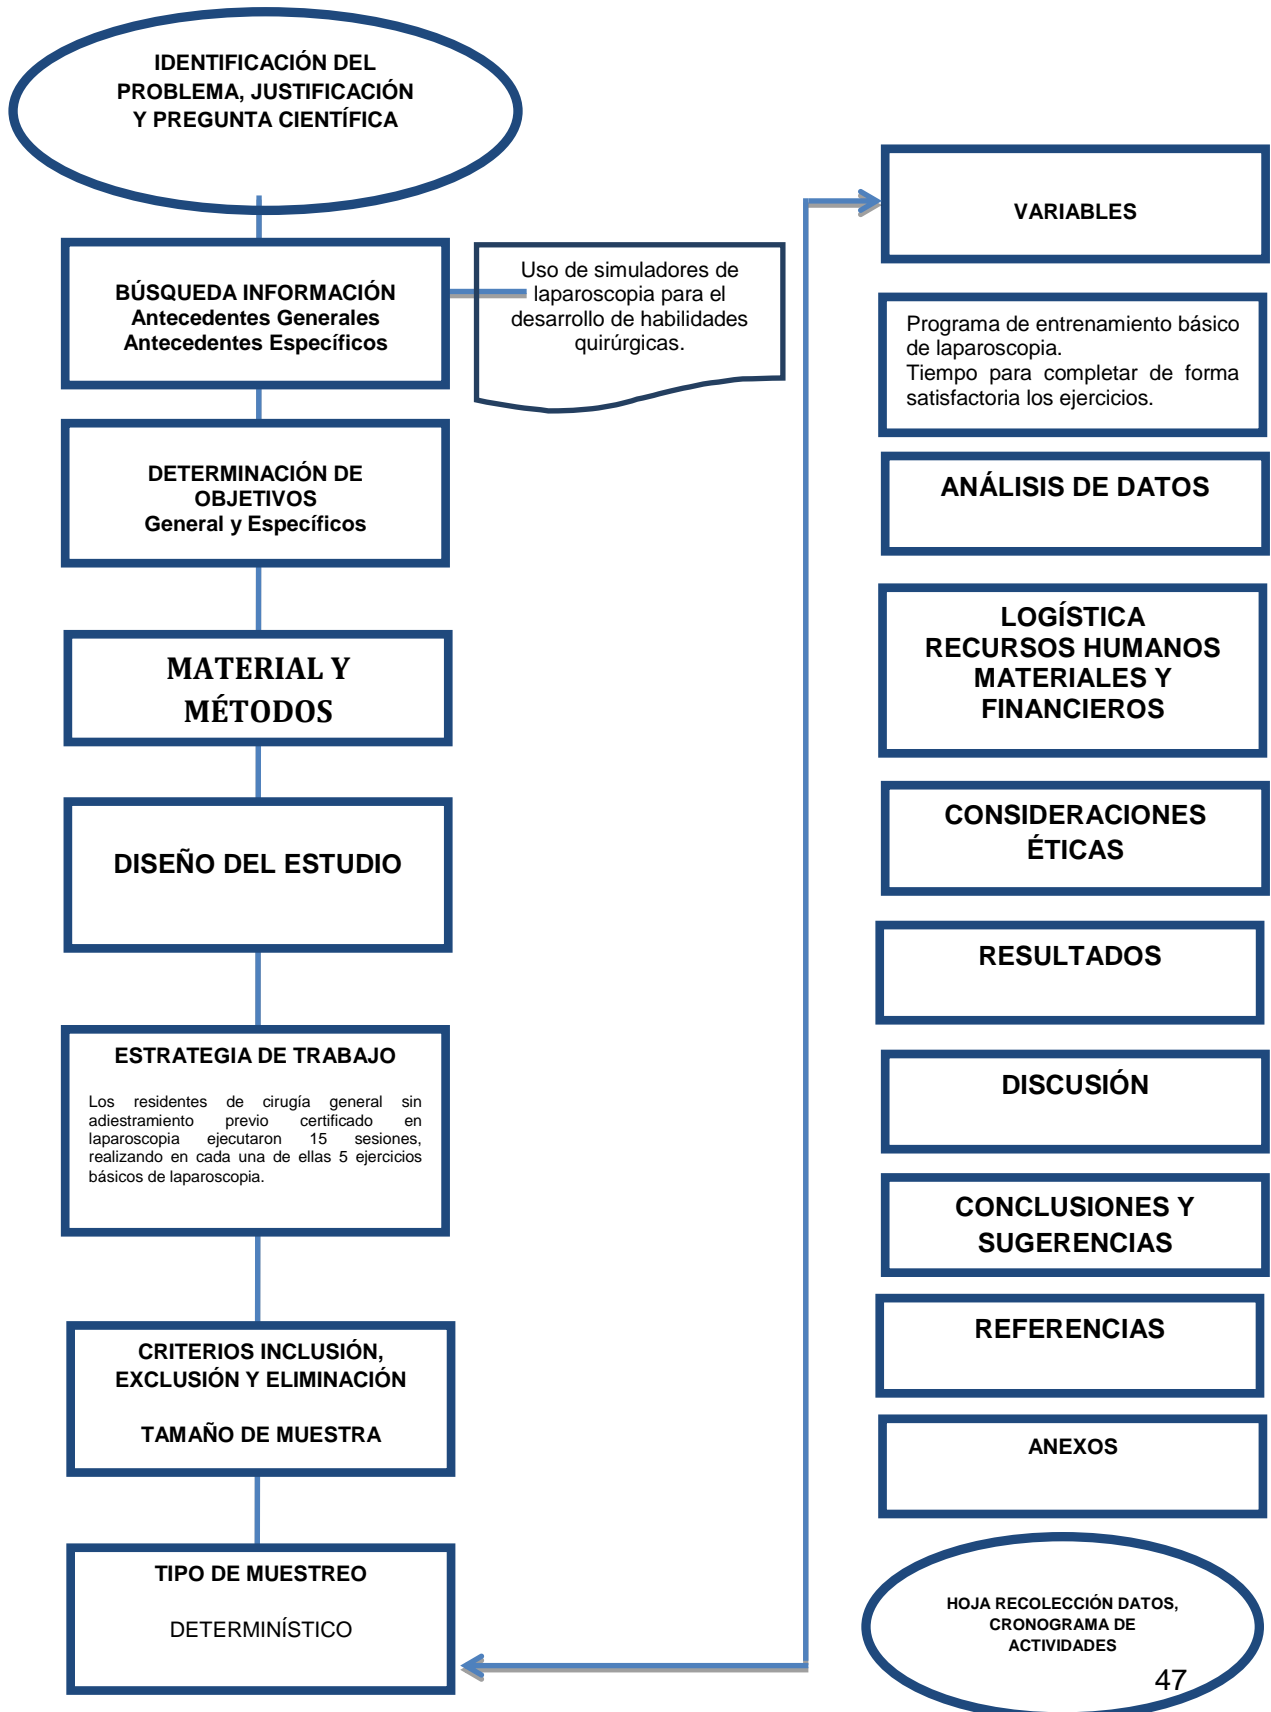 IDENTIFICACIÓN DEL
PROBLEMA, JUSTIFICACIÓN
Y PREGUNTA CIENTÍFICA
BÚSQUEDA INFORMACIÓN
Antecedentes Generales
Antecedentes Específicos
Uso de simuladores de
laparoscopia para el
desarrollo de habilidades
quirúrgicas.
DETERMINACIÓN DE
OBJETIVOS
General y Específicos
MATERIAL Y
MÉTODOS
DISEÑO DEL ESTUDIO
ESTRATEGIA DE TRABAJO
Los residentes de cirugía general sin
adiestramiento previo certificado en
laparoscopia ejecutaron 15 sesiones,
realizando en cada una de ellas 5 ejercicios
básicos de laparoscopia.
CRITERIOS INCLUSIÓN,
EXCLUSIÓN Y ELIMINACIÓN
TAMAÑO DE MUESTRA
TIPO DE MUESTREO
DETERMINÍSTICO
VARIABLES
Programa de entrenamiento básico
de laparoscopia.
Tiempo para completar de forma
satisfactoria los ejercicios.
ANÁLISIS DE DATOS
LOGÍSTICA
RECURSOS HUMANOS
MATERIALES Y
FINANCIEROS
CONSIDERACIONES
ÉTICAS
RESULTADOS
DISCUSIÓN
CONCLUSIONES Y
SUGERENCIAS
REFERENCIAS
ANEXOS
HOJA RECOLECCIÓN DATOS,
CRONOGRAMA DE
ACTIVIDADES
47